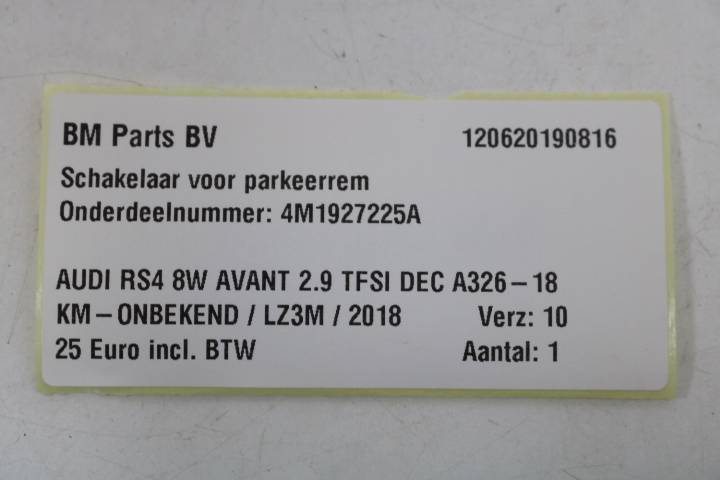 BM Parts BV 120620190816
Schakelaar voor parkeerrem
Onderdeelnummer: 4M1927225A
AUDI RS4 8W AVANT 2.9 TFSI DEC A326-18
KM-ONBEKEND / LZ3M / 2018 Verz: 10
25 Euro incl. BTW Aantal: 1